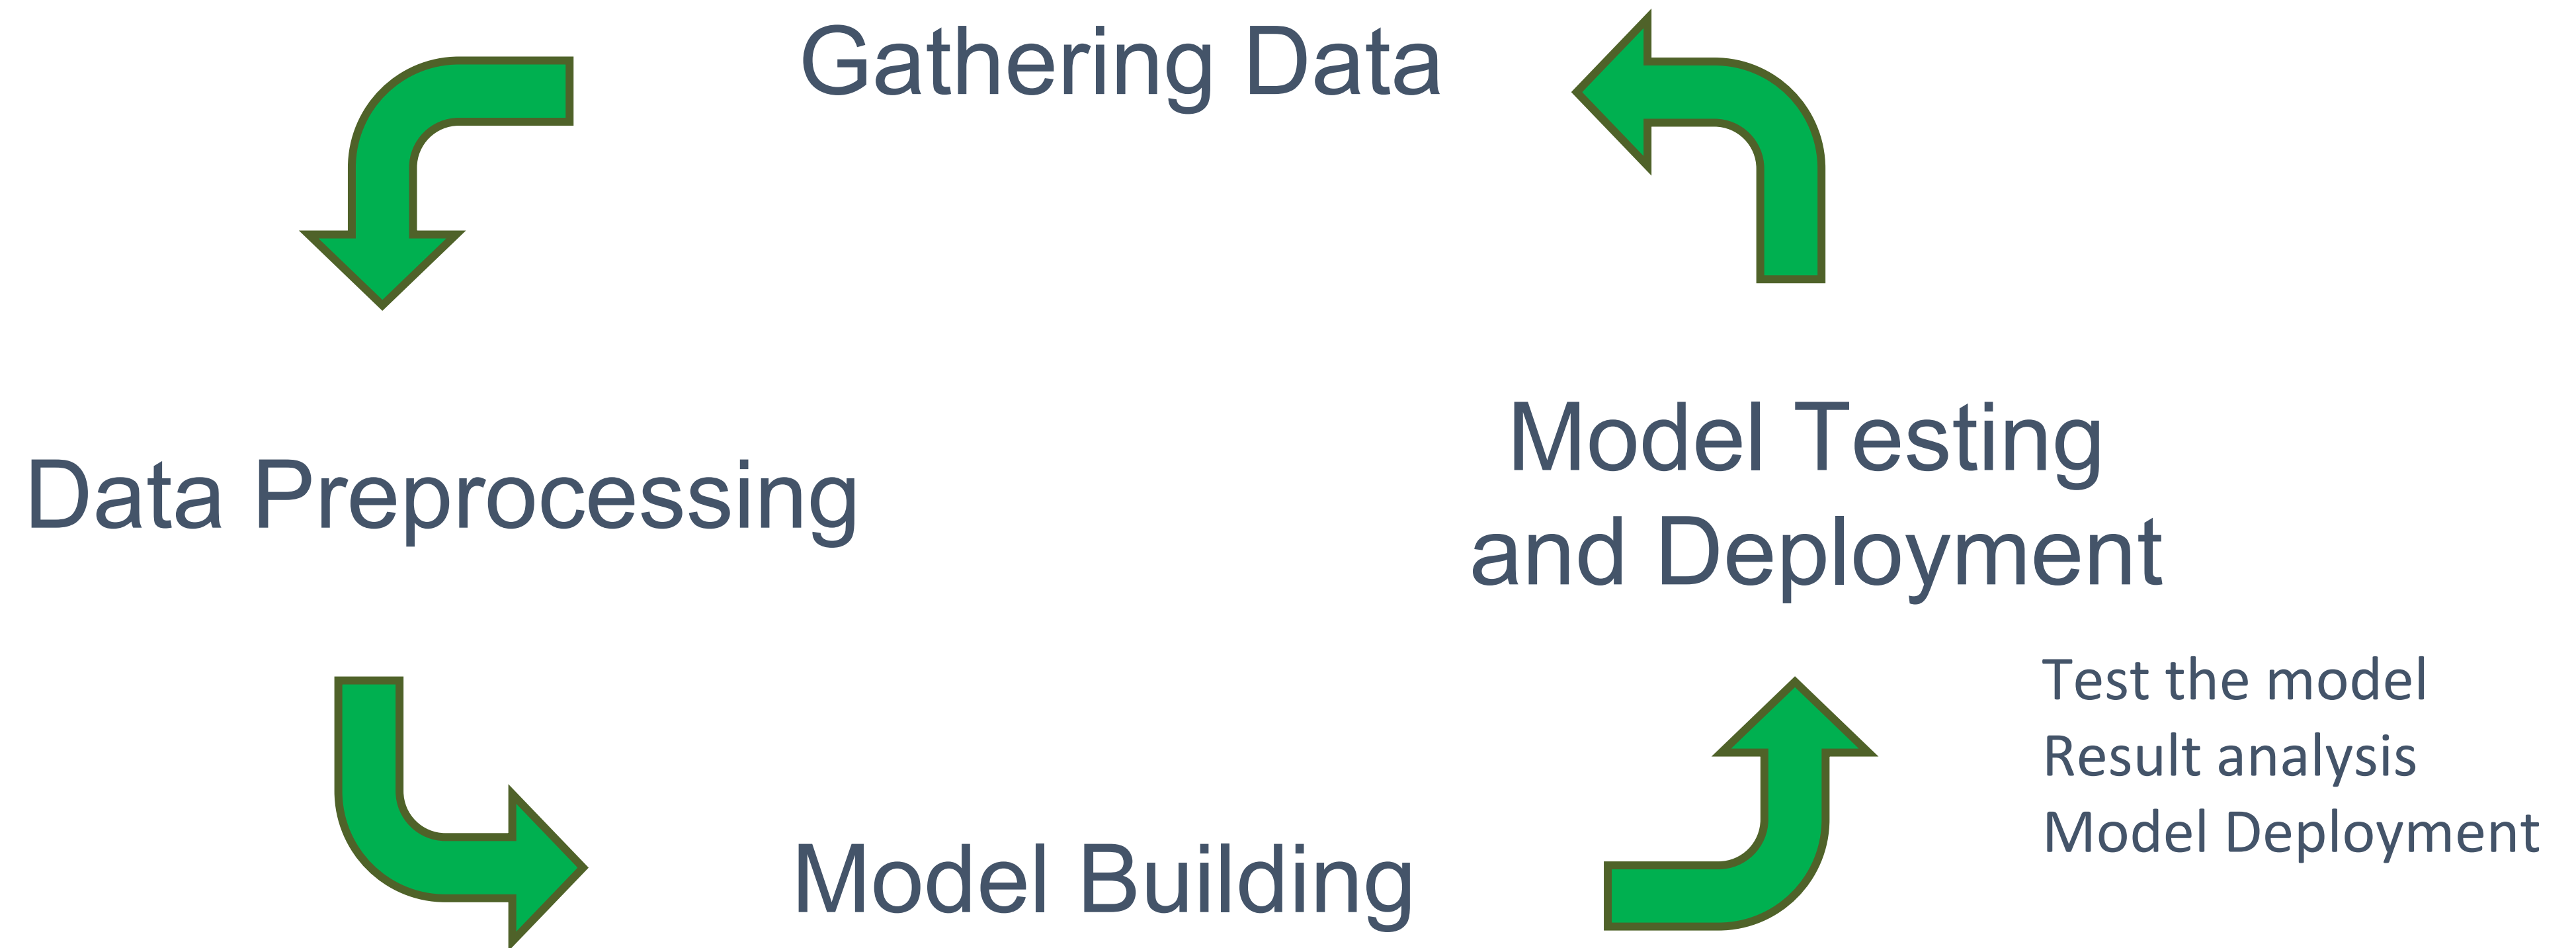 Gathering Data
Data Preprocessing
Model Testing
and Deployment
Test the model
Result analysis
Model Deployment
Model Building